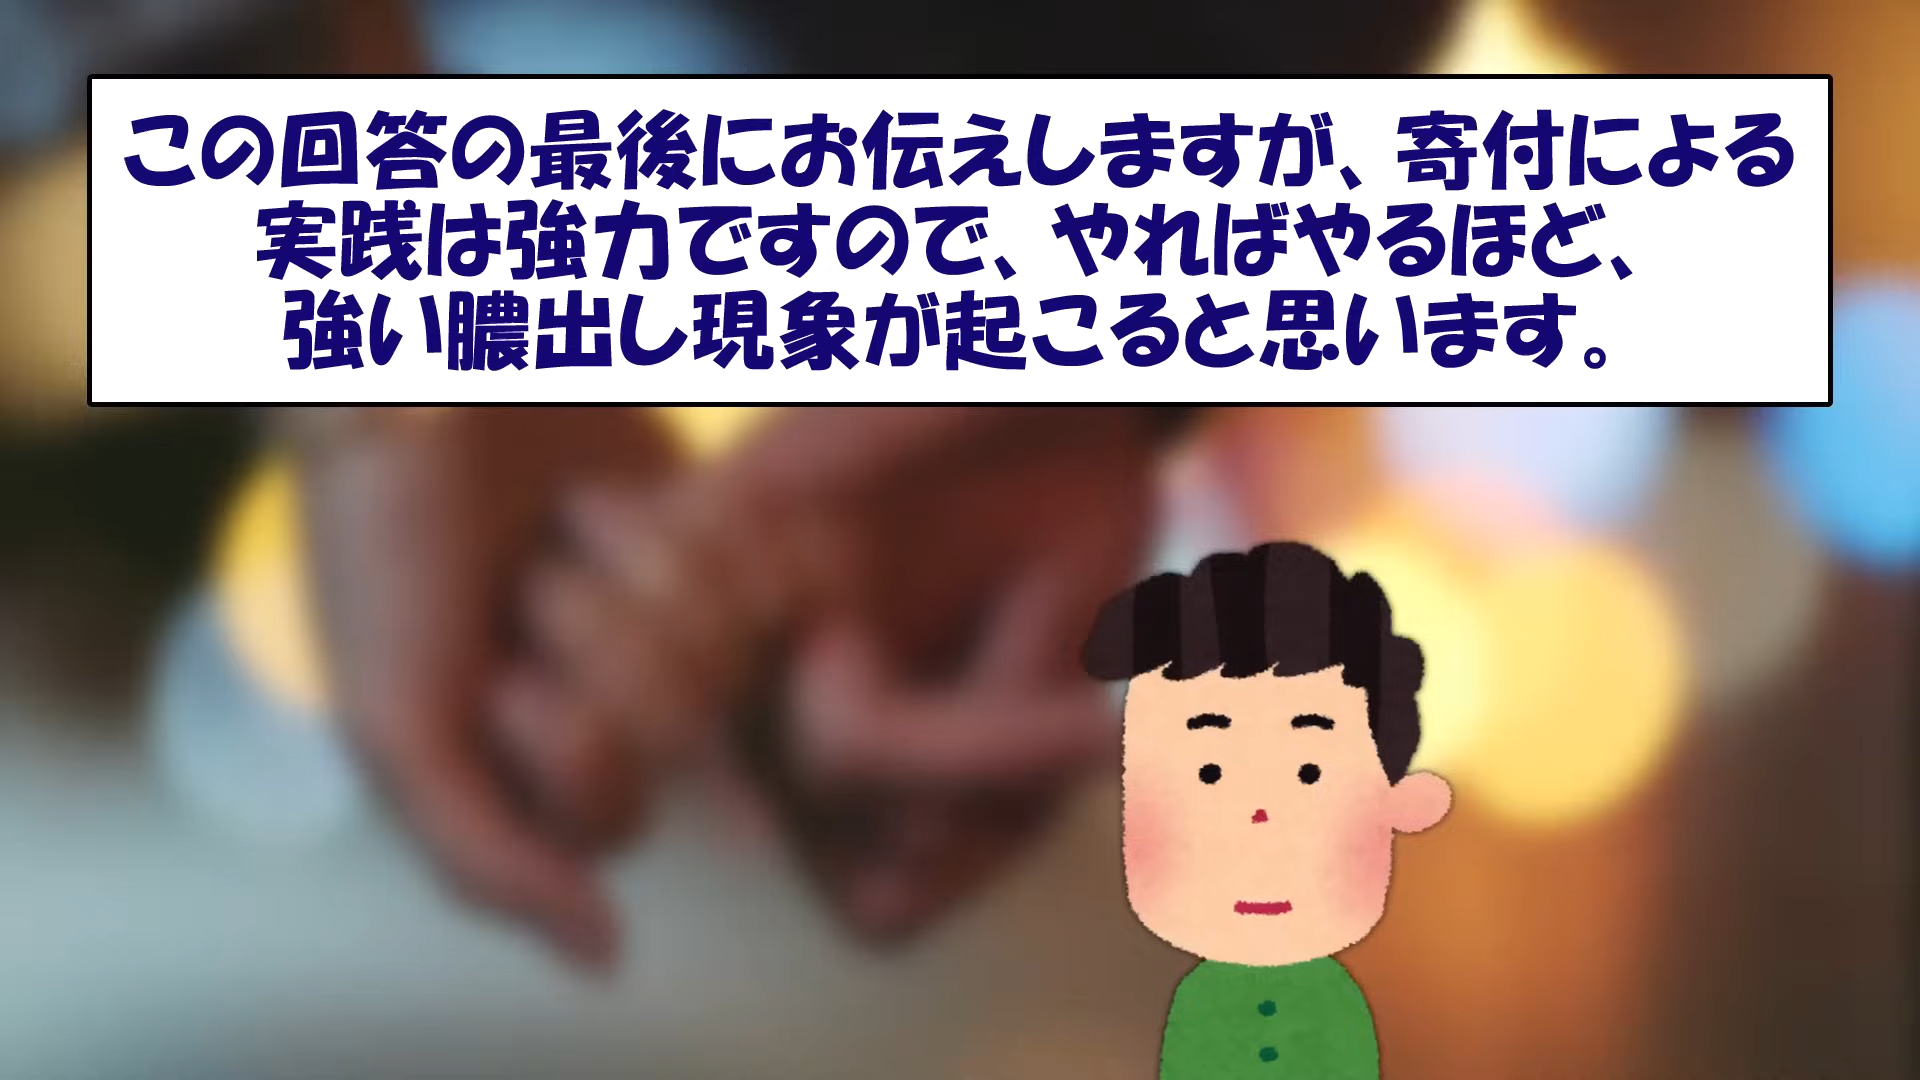 この回答の最後にお伝えしますが、寄付による
実践は強力ですので、やればやるほど、
強い膿出し現象が起こると思います。